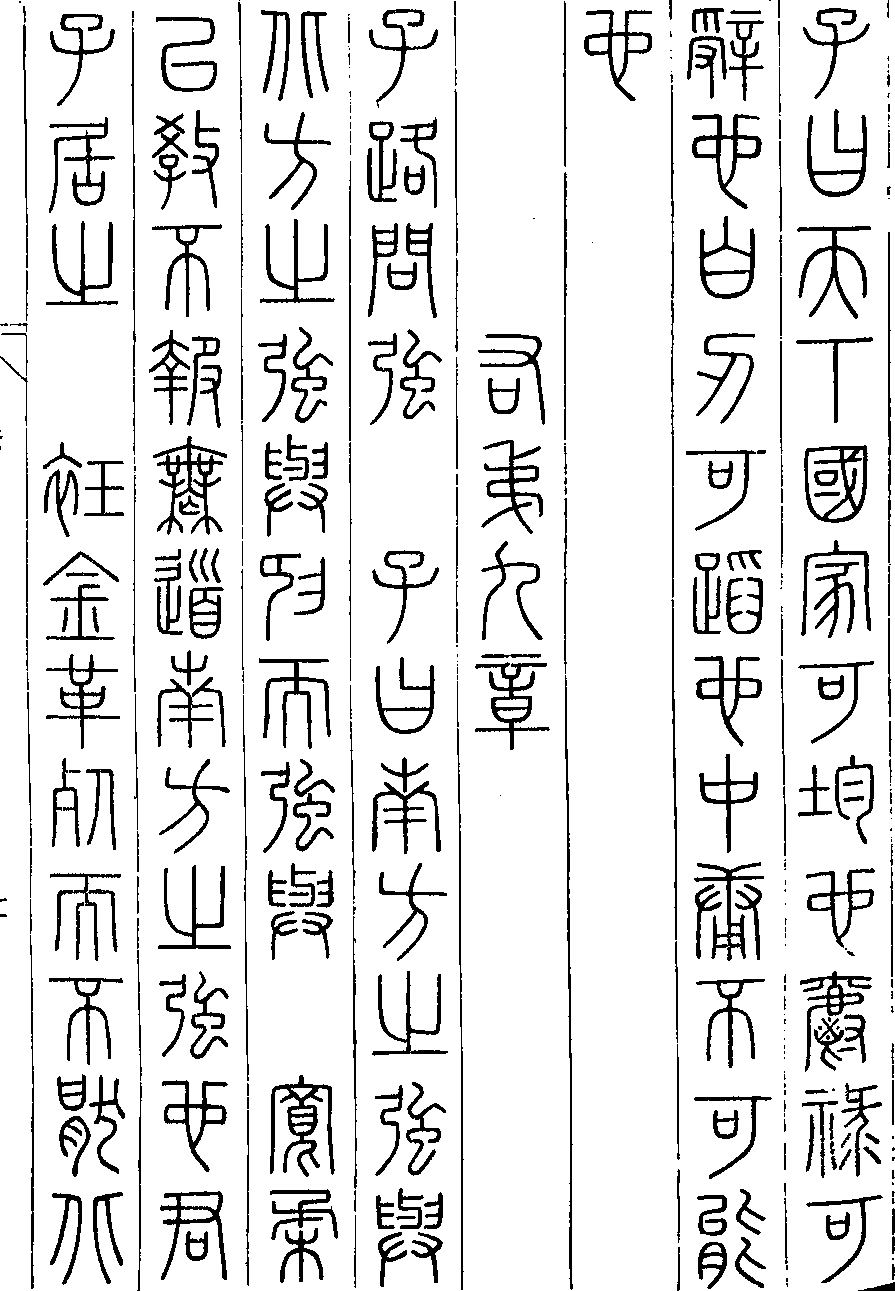 子曰天下國家可均也爵祿可
辭也白刃可蹈也中庸不可能
也
右第九章
子路問強 子曰南方之強與
北方之強與抑而強與 寬柔
以教不報無道南方之強也君
子居之 衽金革死而不厭北